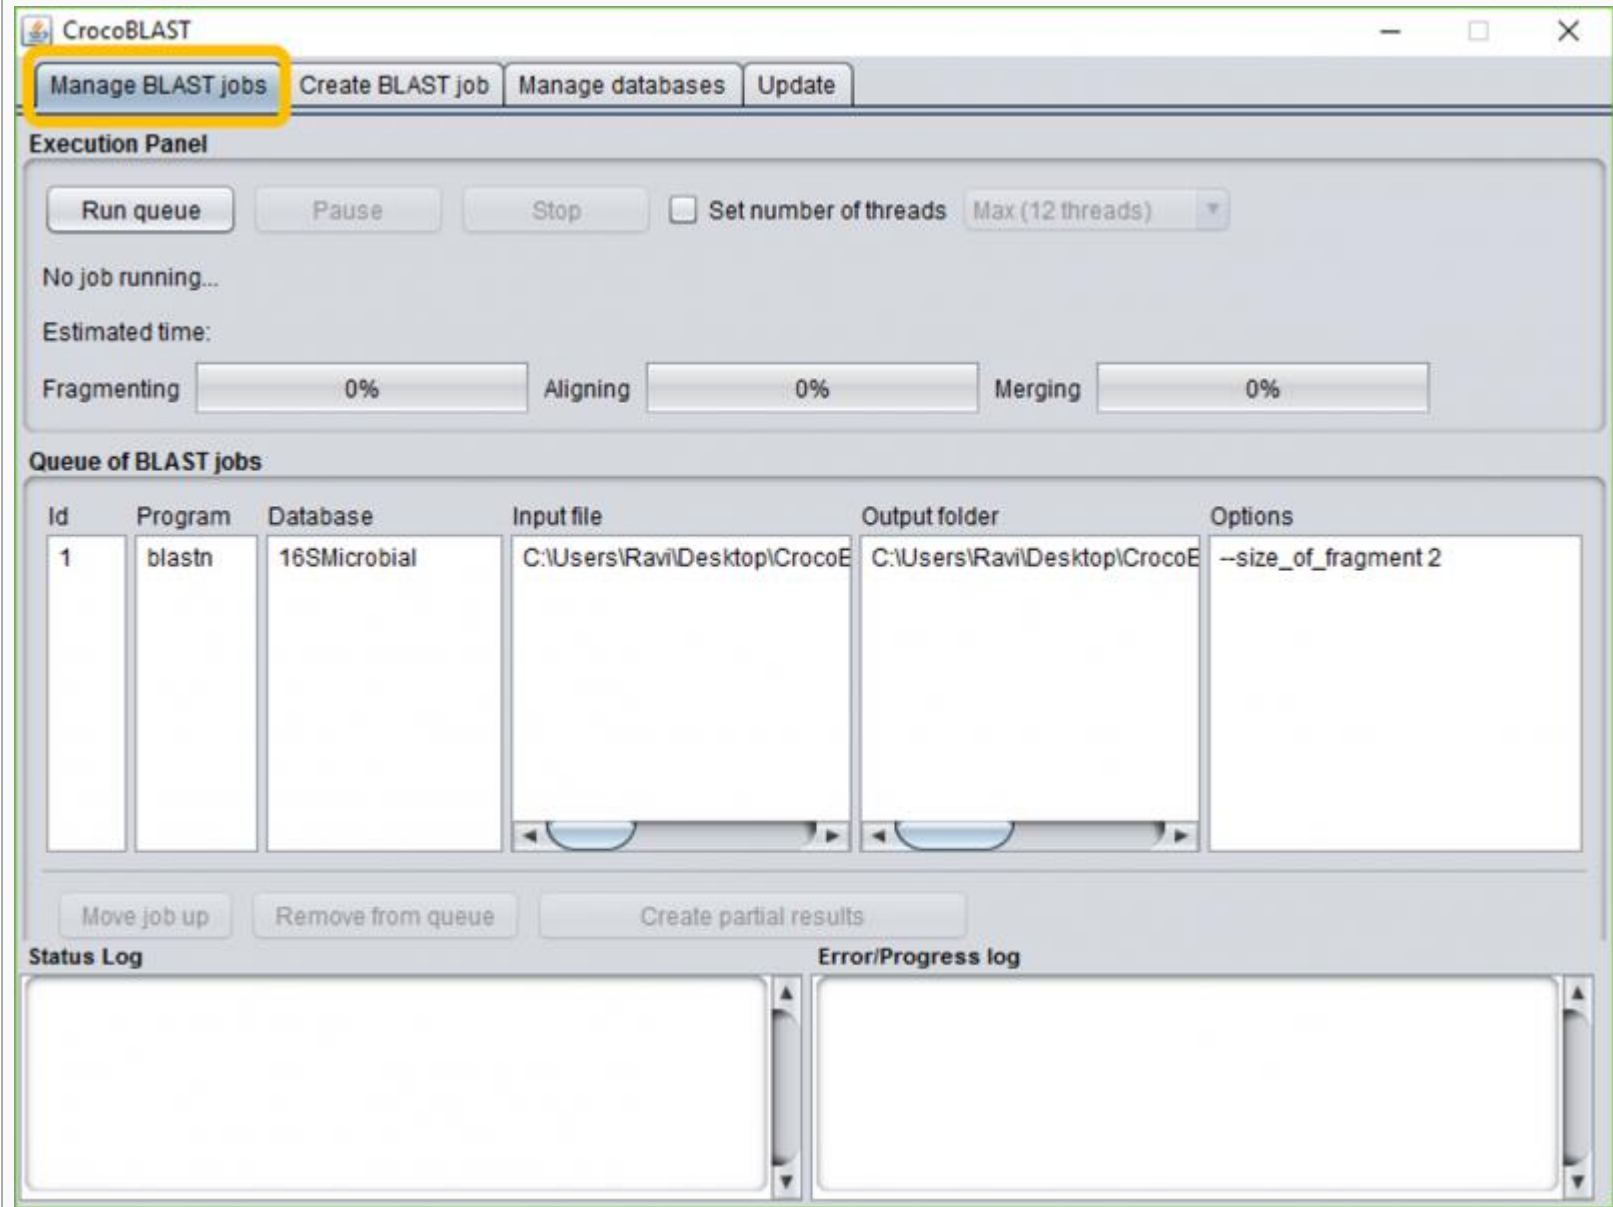 CrocoBLAST
Manage BLAST jobs Create BLAST job Manage databases Update
Execution Panel
Run queue Pause Stop Set number of threads Max (12 threads)
No job running...
Estimated time:
Fragmenting 0% Aligning 0% Merging 0%
Queue of BLAST jobs
Id Program Database Input file Output folder Options
1 blastn 16SMicrobial C:\Users\Ravi\Desktop\CrocoE C:\Users\Ravi\Desktop\CrocoE --size_of_fragment 2
Move job up Remove from queue Create partial results
Status Log Error/Progress log